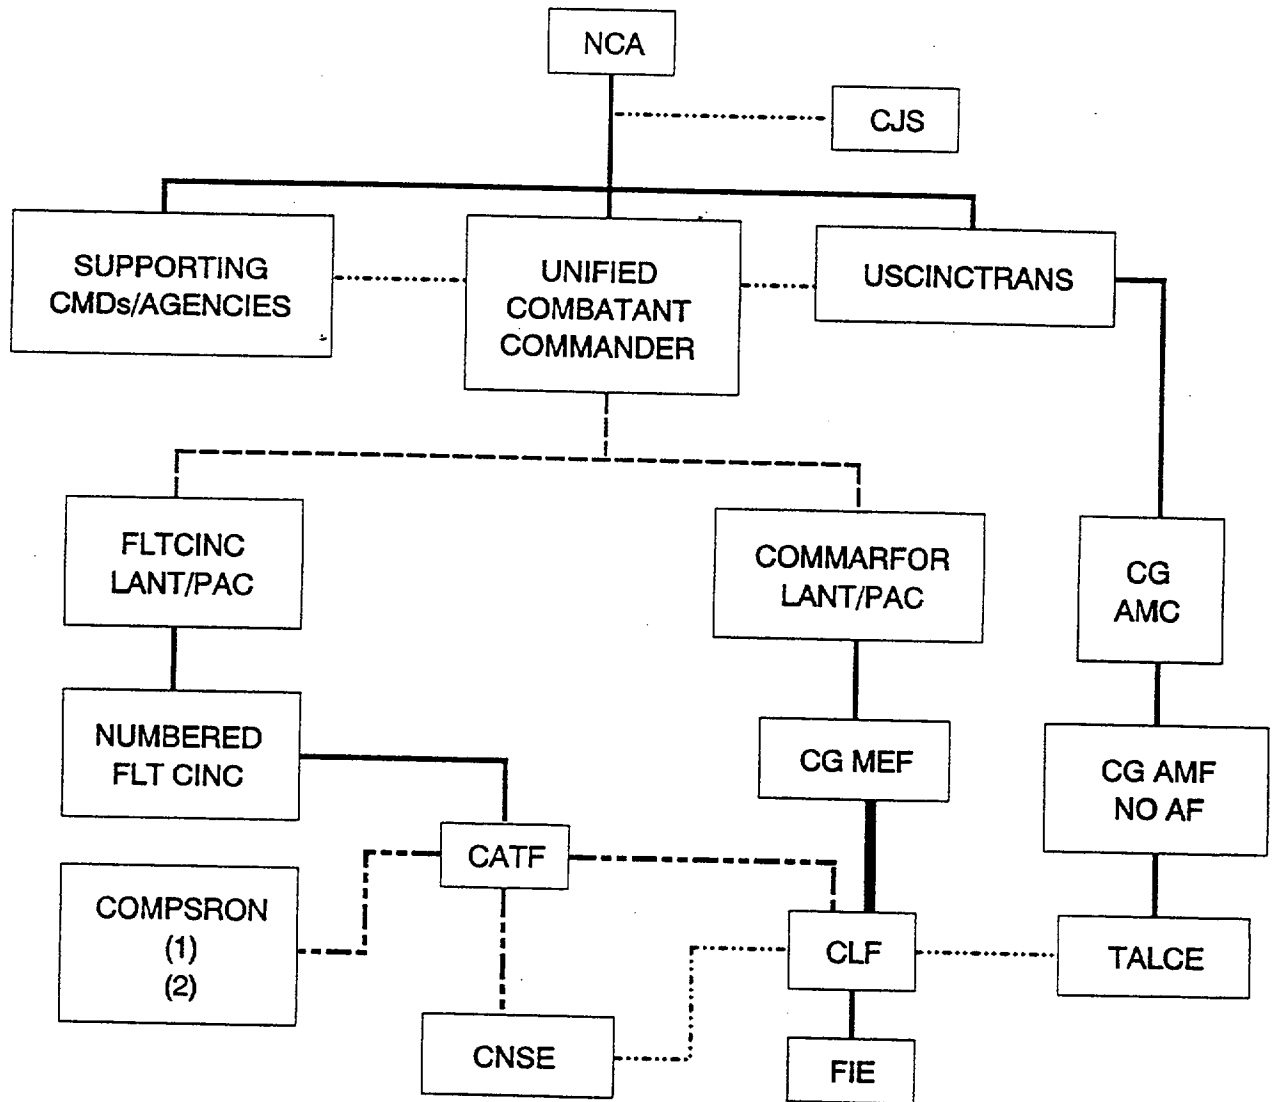 NCA
CJS
SUPPORTING
CMDs/AGENCIES
UNIFIED
COMBATANT
COMMANDER
USCINCTRANS
FLTCINC
LANT/PAC
COMMARFOR
LANT/PAC
CG
AMC
NUMBERED
FLT CINC
CG MEF
CG AMF
NO AF
CATF
COMPSRON
(1)
(2)
CLF
TALCE
CNSE
FIE